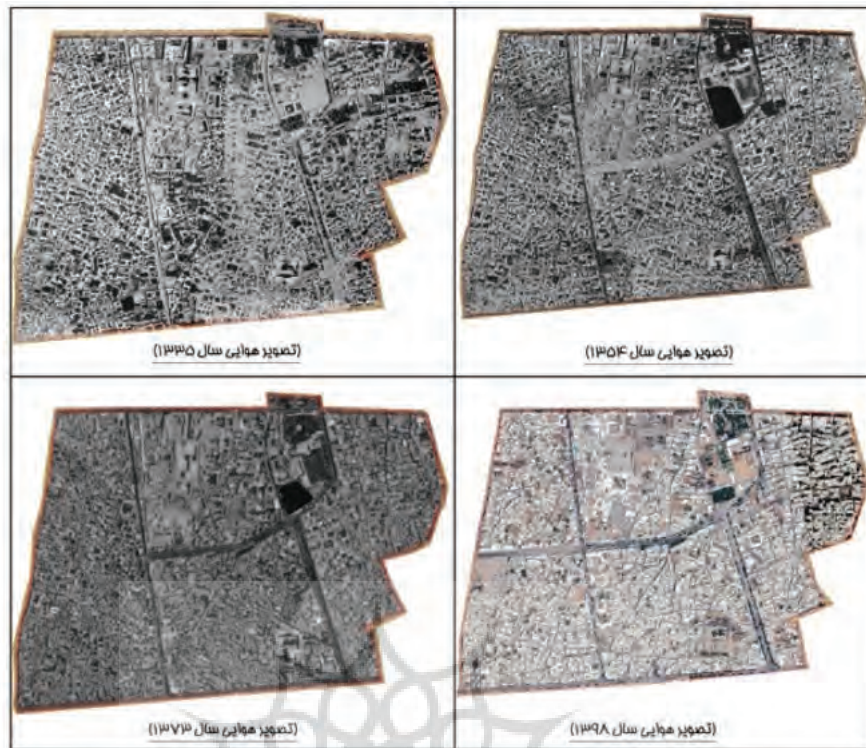 (تصویر هوایی سال ۱۳۳۵)
(تصویر هوایی سال ۱۳۵۴)
(تصویر هوایی سال ۱۳۷۳)
(تصویر هوایی سال ۱۳۹۸)